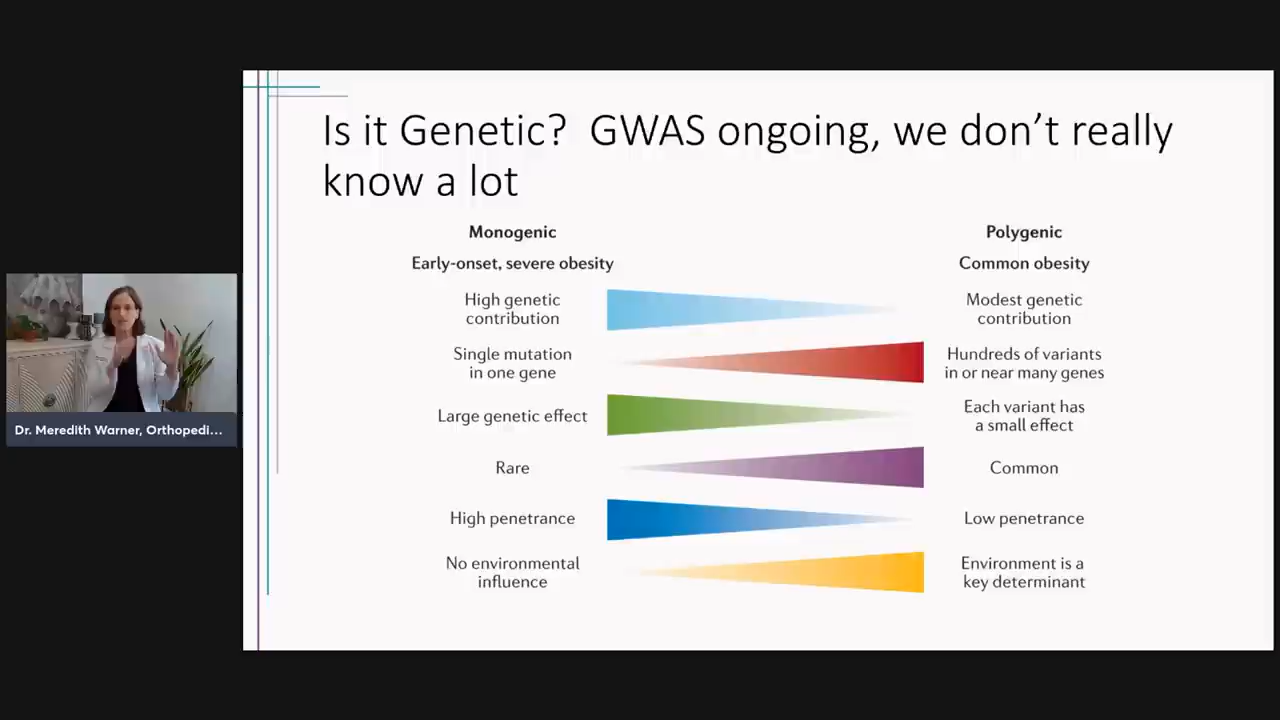 Is it Genetic? GWAS ongoing, we don’t really
know a lot
Monogenic
Polygenic
Early-onset, severe obesity
Common obesity
High genetic
contribution
Modest genetic
contribution
Single mutation
in one gene
Hundreds of variants
in or near many genes
Large genetic effect
Each variant has
a small effect
Rare
Common
High penetrance
Low penetrance
No environmental
influence
Environment is a
key determinant
Dr. Meredith Warner, Orthopedi...